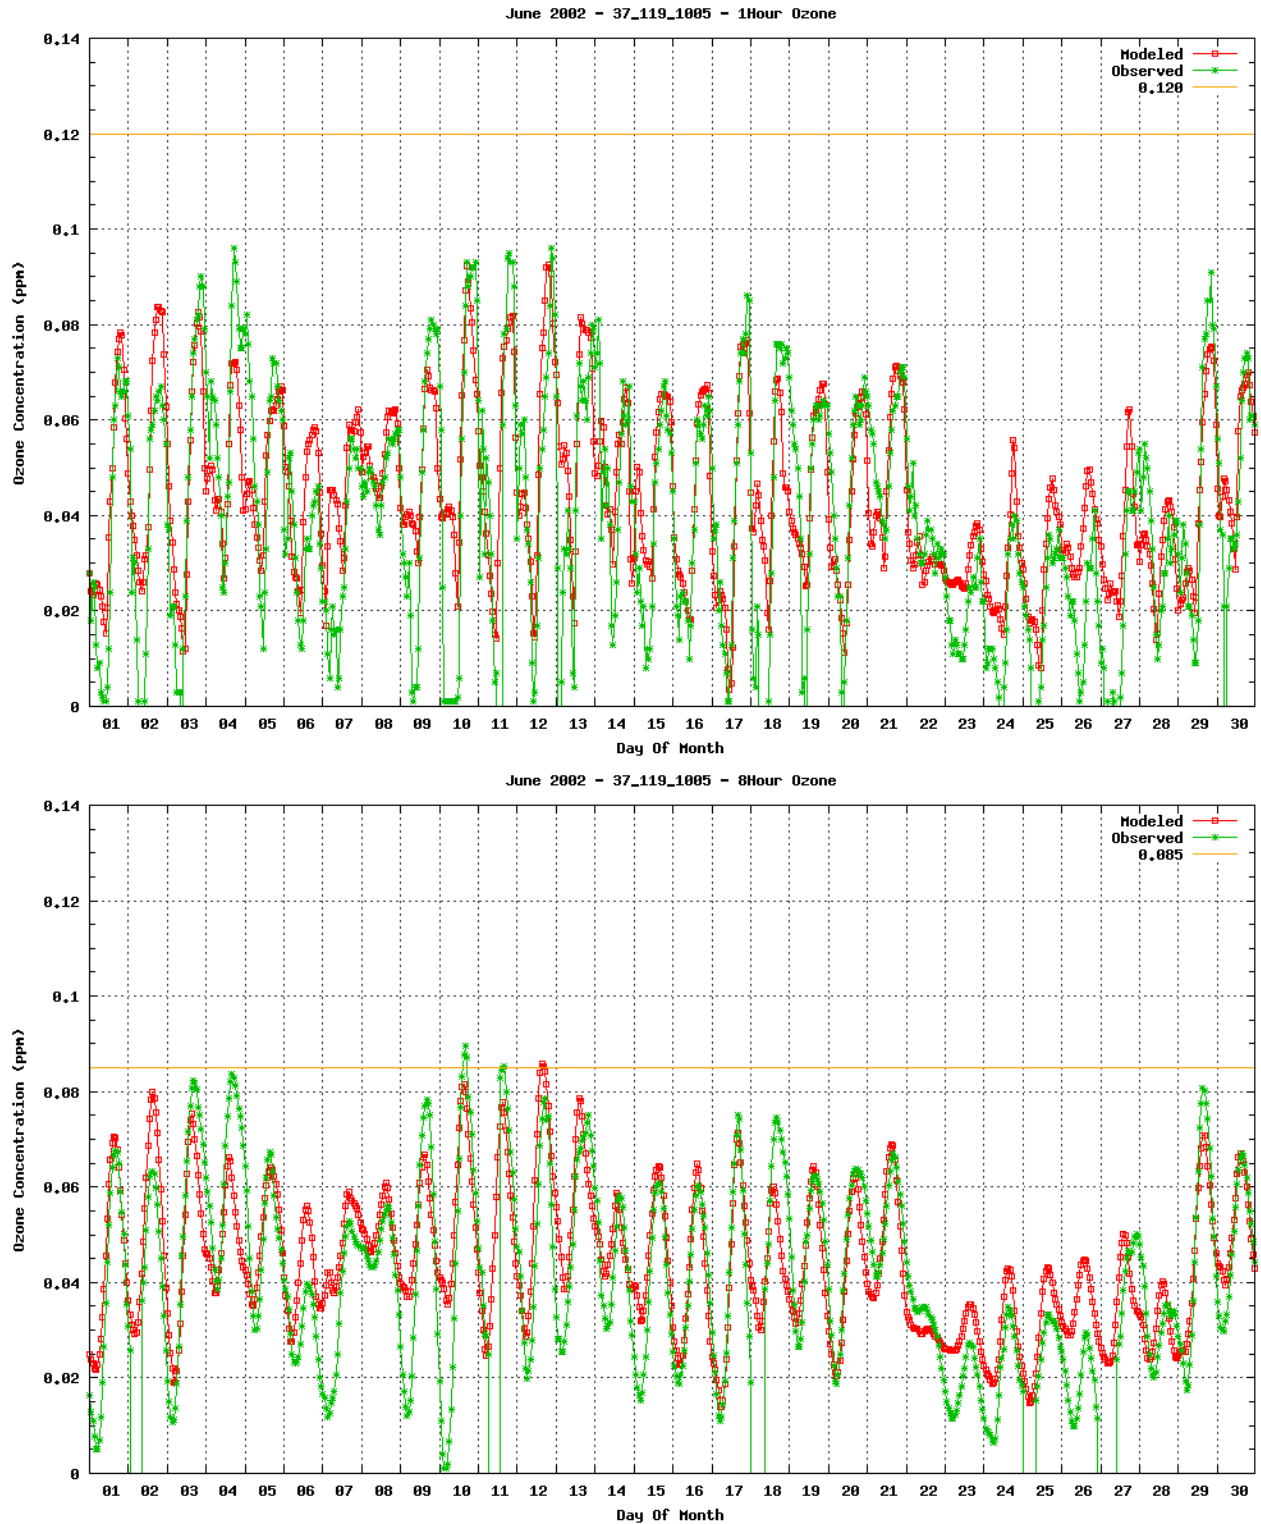 June 2002 - 37_119_1005 - 1Hour Ozone
0.14
Modeled
Observed
0.120
0.12
0.1
0.08
Ozone Concentration (ppm)
0.06
0.04
0.02
0
01 02 03 04 05 06 07 08 09 10 11 12 13 14 15 16 17 18 19 20 21 22 23 24 25 26 27 28 29 30
Day Of Month
June 2002 - 37_119_1005 - 8Hour Ozone
0.14
Modeled
Observed
0.085
0.12
0.1
0.08
Ozone Concentration (ppm)
0.06
0.04
0.02
0
01 02 03 04 05 06 07 08 09 10 11 12 13 14 15 16 17 18 19 20 21 22 23 24 25 26 27 28 29 30
Day Of Month